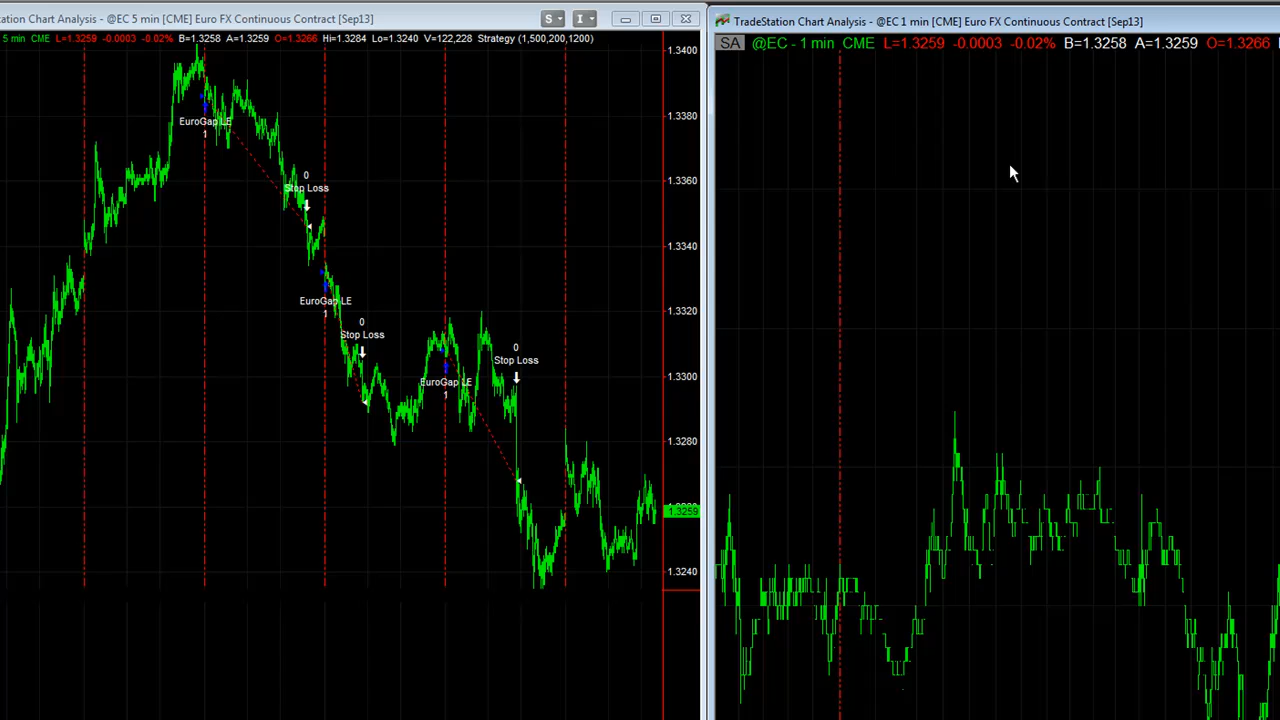 tation Chart Analysis - @EC 5 min [CME] Euro FX Continuous Contract [Sep13]
S I
5 min CME L=1.3259 -0.0003 -0.02% B=1.3258 A=1.3259 O=1.3266 Hi=1.3284 Lo=1.3240 V=122,228 Strategy (1,500,200,1200)
1.3400
1.3380
1.3360
1.3340
1.3320
1.3300
1.3280
1.3259
1.3240
EuroGap LE
1
0
Stop Loss
EuroGap LE
1
0
Stop Loss
EuroGap LE
1
0
Stop Loss
TradeStation Chart Analysis - @EC 1 min [CME] Euro FX Continuous Contract [Sep13]
SA @EC - 1 min CME L=1.3259 -0.0003 -0.02% B=1.3258 A=1.3259 O=1.3266